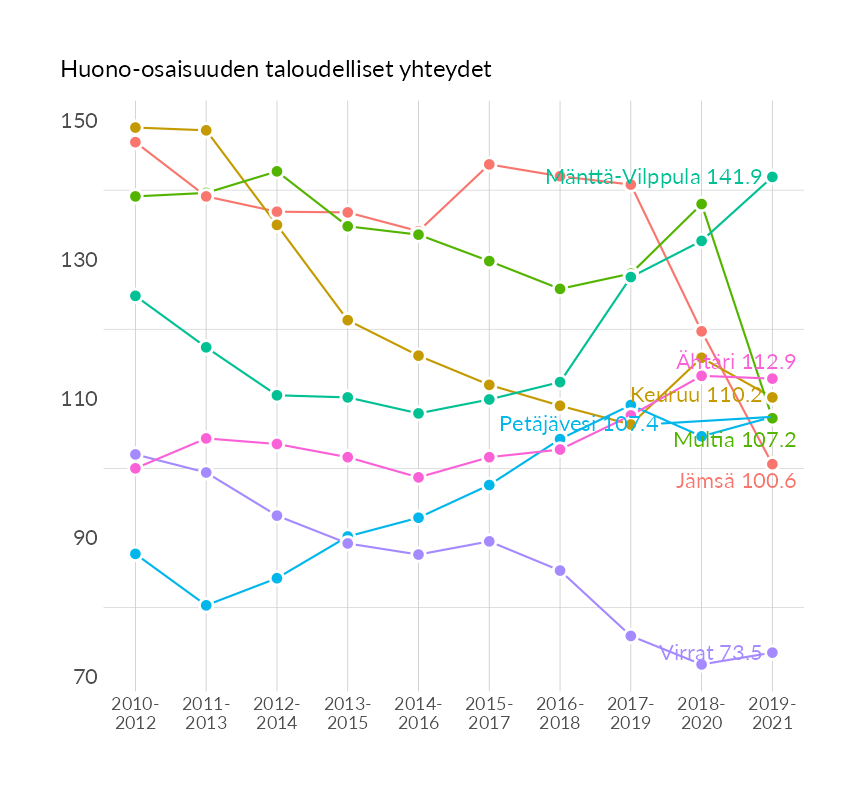 Huono-osaisuuden taloudelliset yhteydet
150
130
110
90
70
Mänttä-Vilppula 141.9
Ähtäri 112.9
Keuruu 110.2
Petäjävesi 107.4
Multia 107.2
Jämsä 100.6
Virrat 73.5
2010- 2011- 2012- 2013- 2014- 2015- 2016- 2017- 2018- 2019-
2012 2013 2014 2015 2016 2017 2018 2019 2020 2021